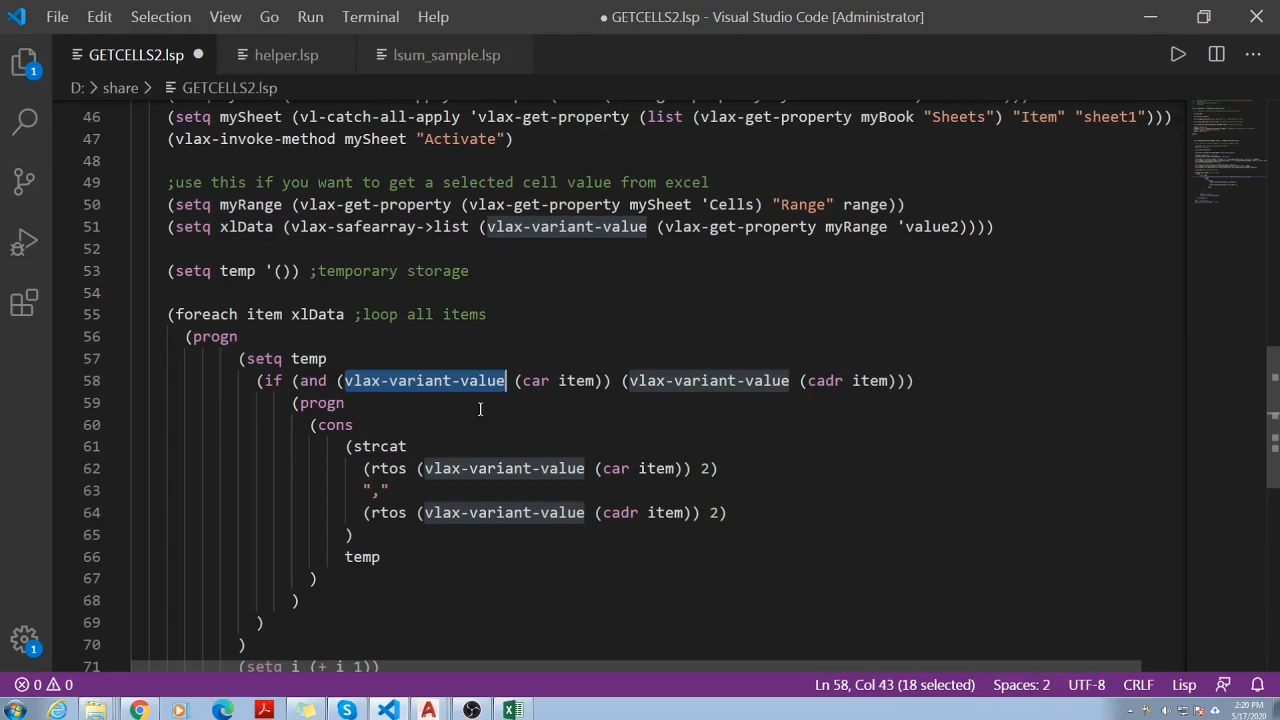 File Edit Selection View Go Run Terminal Help ● GETCELLS2.lsp - Visual Studio Code [Administrator]
GETCELLS2.lsp ● helper.lsp lsum_sample.lsp
D: > share > GETCELLS2.lsp
46 (setq mySheet (vl-catch-all-apply 'vlax-get-property (list (vlax-get-property myBook "Sheets") "Item" "sheet1")))
47 (vlax-invoke-method mySheet "Activate")
48
49 ;use this if you want to get a selected cell value from excel
50 (setq myRange (vlax-get-property (vlax-get-property mySheet 'Cells) "Range" range))
51 (setq xlData (vlax-safearray->list (vlax-variant-value (vlax-get-property myRange 'value2))))
52
53 (setq temp '()) ;temporary storage
54
55 (foreach item xlData ;loop all items
56 (progn
57 (setq temp
58 (if (and (vlax-variant-value (car item)) (vlax-variant-value (cadr item)))
59 (progn
60 (cons
61 (strcat
62 (rtos (vlax-variant-value (car item)) 2)
63 ","
64 (rtos (vlax-variant-value (cadr item)) 2)
65 )
66 temp
67 )
68 )
69 )
70 )
71 (setq i (+ i 1))
1
1
0 0 Ln 58, Col 43 (18 selected) Spaces: 2 UTF-8 CRLF Lisp
2:20 PM
5/17/2020